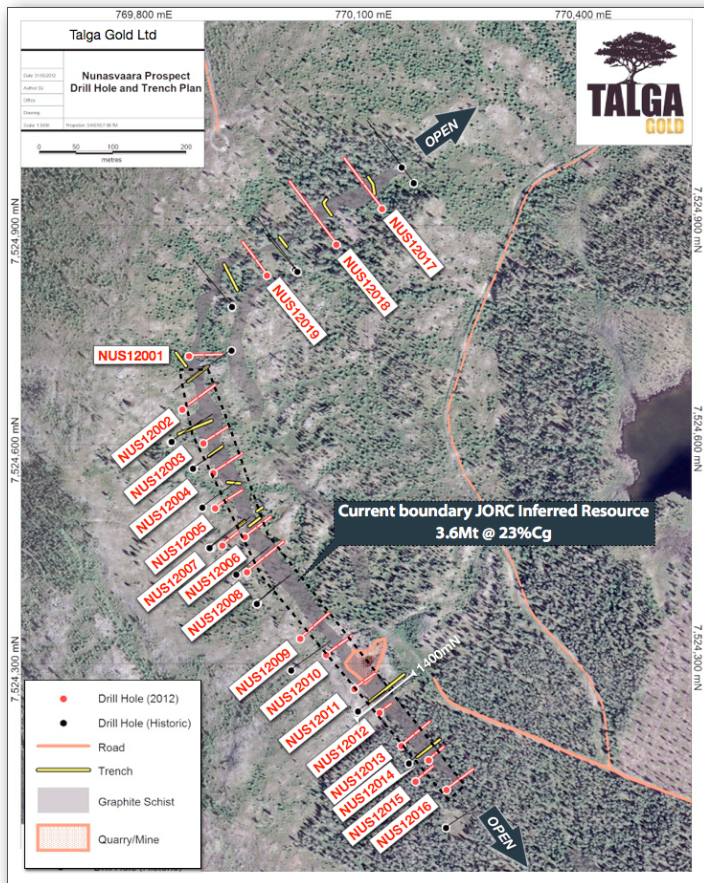 769,800 mE
770,100 mE
770,400 mE
Talga Gold Ltd
Nunasvaara Prospect
Drill Hole and Trench Plan
Author:
Office
Drawing
0 50 100 200
metres
TALGA
GOLD
OPEN
7,524,900 mN
7,524,900 mN
NUS12017
NUS12018
NUS12019
NUS12001
NUS12002
7,524,600 mN
7,524,600 mN
NUS12003
NUS12004
NUS12005
Current boundary JORC Inferred Resource
3.6Mt @ 23%Cg
NUS12007
NUS12006
NUS12008
NUS12009
NUS12010
1400mN
7,524,300 mN
7,524,300 mN
NUS12011
NUS12012
NUS12013
NUS12014
NUS12015
NUS12016
OPEN
Drill Hole (2012)
Drill Hole (Historic)
Road
Trench
Graphite Schist
Quarry/Mine